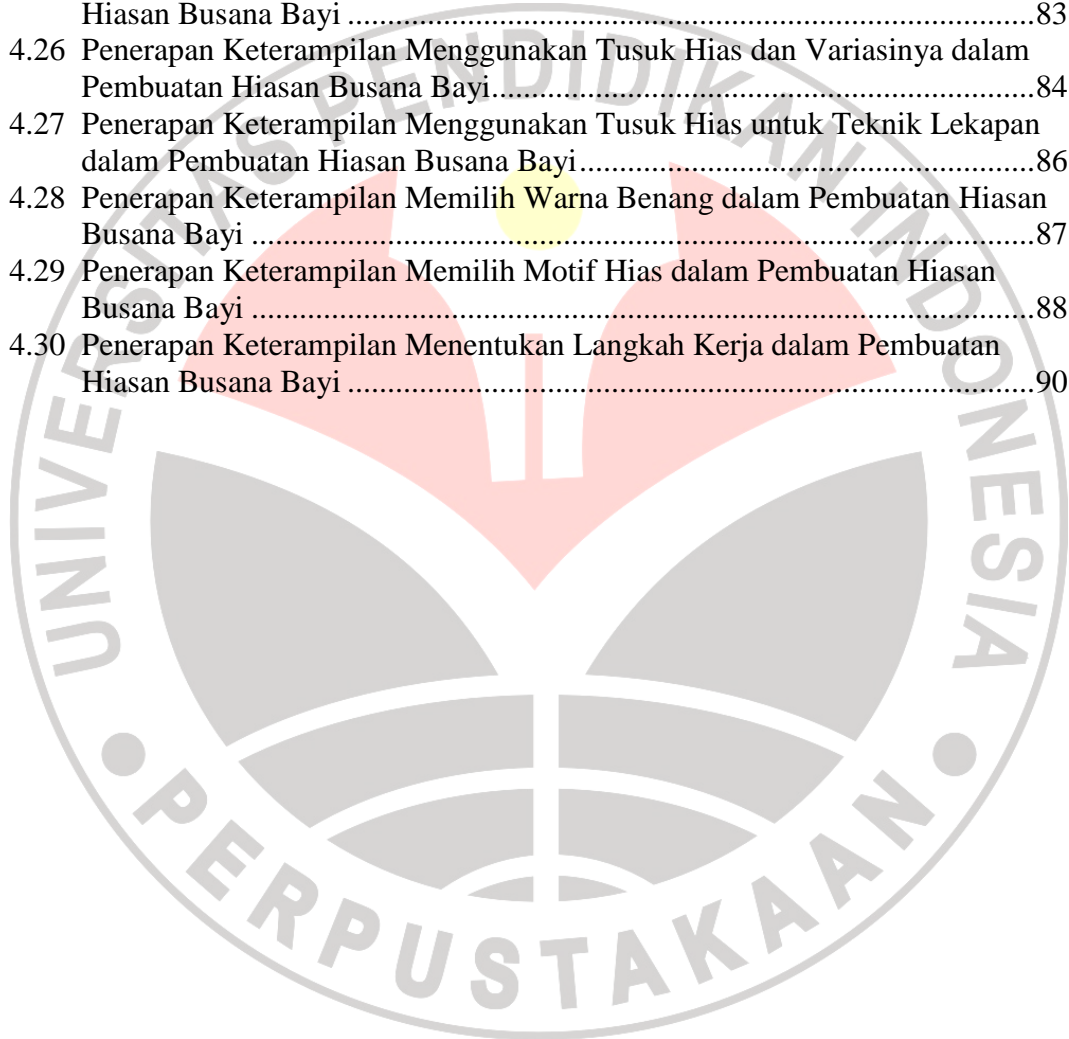 Hiasan Busana Bayi ........................................................................83
4.26 Penerapan Keterampilan Menggunakan Tusuk Hias dan Variasinya dalam
Pembuatan Hiasan Busana Bayi.........................................................84
4.27 Penerapan Keterampilan Menggunakan Tusuk Hias untuk Teknik Lekapan
dalam Pembuatan Hiasan Busana Bayi................................................86
4.28 Penerapan Keterampilan Memilih Warna Benang dalam Pembuatan Hiasan
Busana Bayi ..................................................................................87
4.29 Penerapan Keterampilan Memilih Motif Hias dalam Pembuatan Hiasan
Busana Bayi ..................................................................................88
4.30 Penerapan Keterampilan Menentukan Langkah Kerja dalam Pembuatan
Hiasan Busana Bayi ........................................................................90
UNIVERSITAS PENDIDIKAN INDONESIA
PERPUSTAKAAN